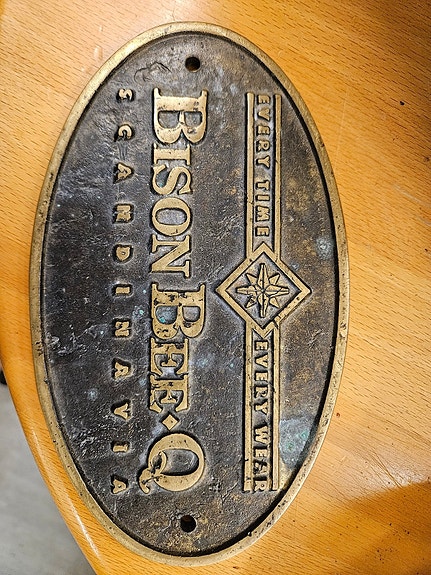 EVERY TIME EVERY WEAR
BISON BEE·Q
SCANDINAVIA